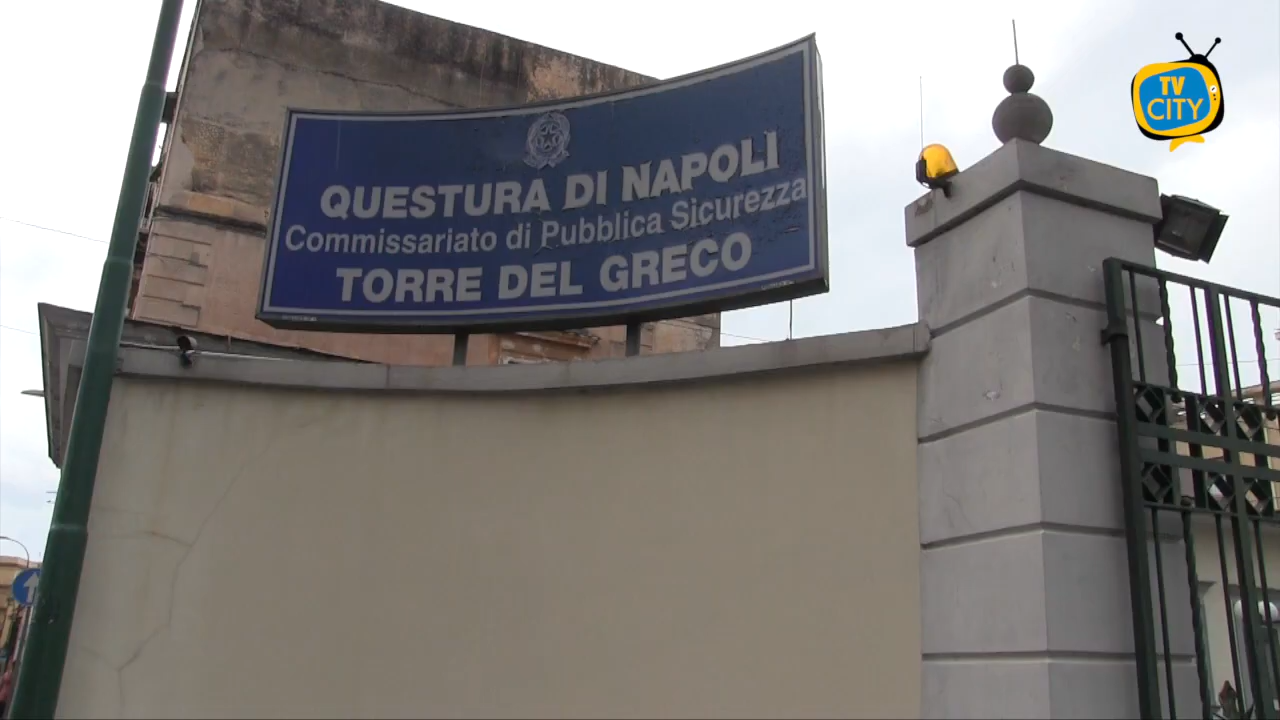 QUESTURA DI NAPOLI
Commissariato di Pubblica Sicurezza
TORRE DEL GRECO
TV
CITY